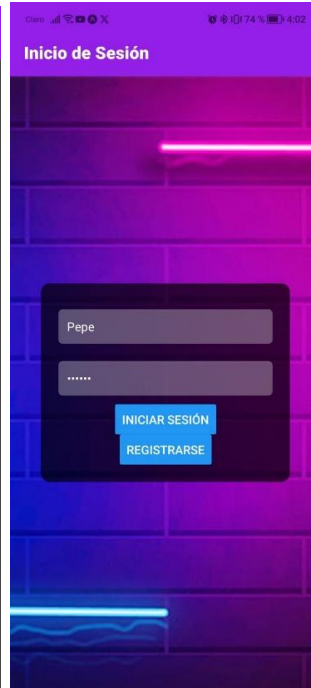 Claro 74 % 4:02
Inicio de Sesión
Pepe
••••••
INICIAR SESIÓN
REGISTRARSE